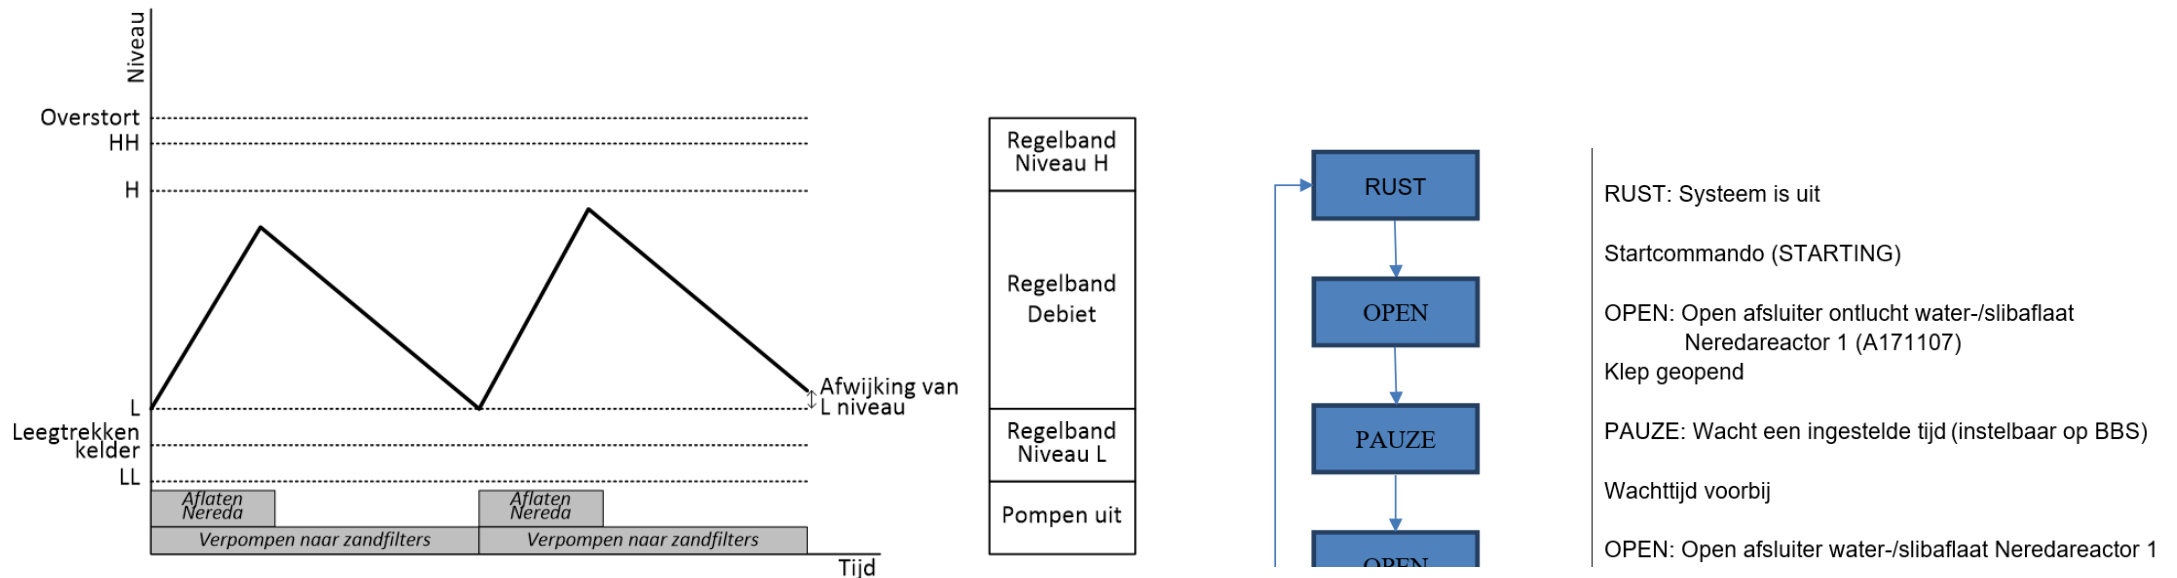 Niveau
Overstort
HH
H
L
Leegtrekken
kelder
LL
Afwijking van
L niveau
Aflaten
Nereda
Aflaten
Nereda
Verpompen naar zandfilters
Verpompen naar zandfilters
Tijd
Regelband
Niveau H
Regelband
Debiet
Regelband
Niveau L
Pompen uit
RUST
OPEN
PAUZE
OPEN
RUST: Systeem is uit
Startcommando (STARTING)
OPEN: Open afsluiter ontlucht water-/slibaflaat
Neredareactor 1 (A171107)
Klep geopend
PAUZE: Wacht een ingestelde tijd (instelbaar op BBS)
Wachttijd voorbij
OPEN: Open afsluiter water-/slibaflaat Neredareactor 1